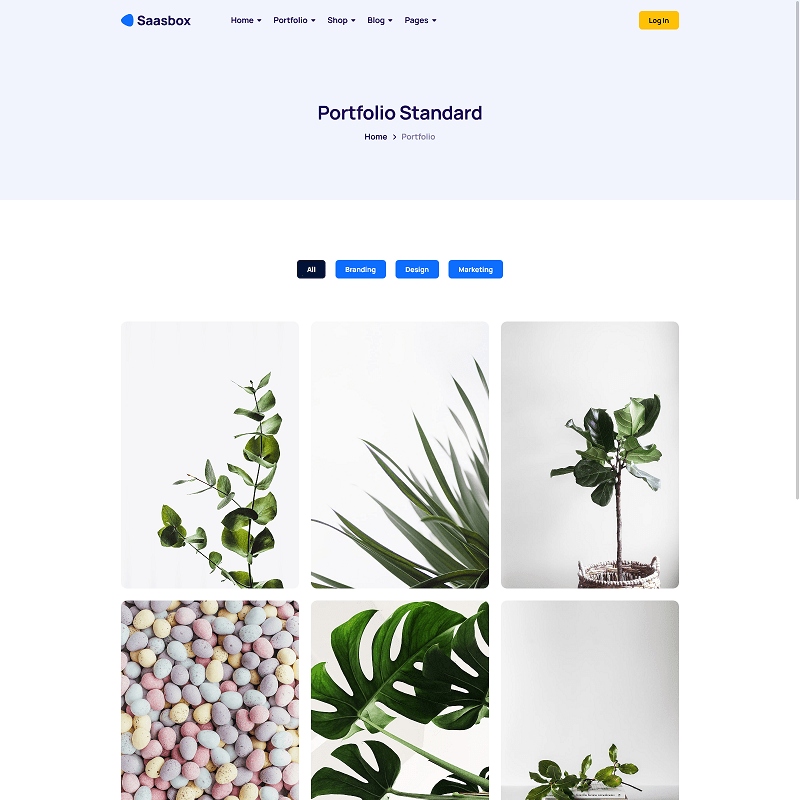 Saasbox
Home Portfolio Shop Blog Pages
Log In
Portfolio Standard
Home > Portfolio
All Branding Design Marketing